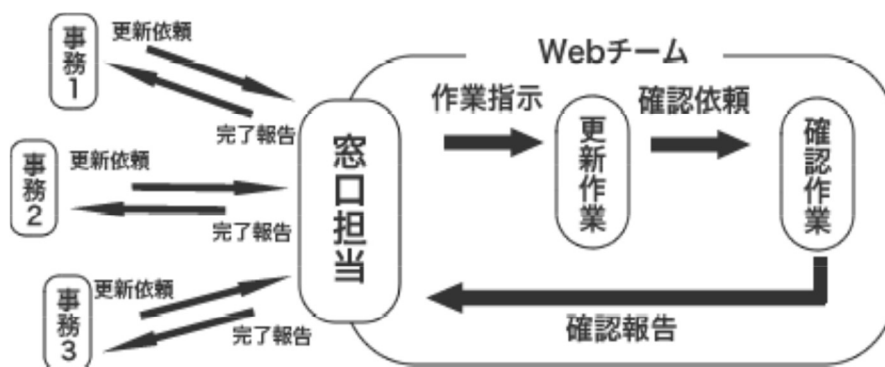 Webチーム
事務1
更新依頼
完了報告
事務2
更新依頼
完了報告
事務3
更新依頼
完了報告
窓口担当
作業指示
更新作業
確認依頼
確認作業
確認報告